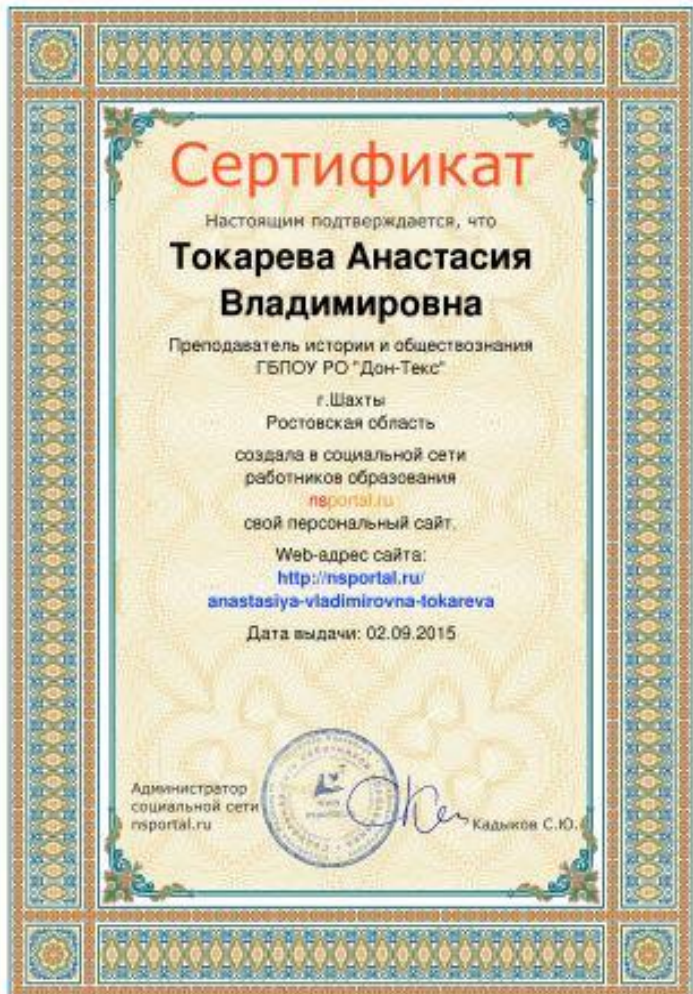 Сертификат
Настоящим подтверждается, что
Токарева Анастасия
Владимировна
Преподаватель истории и обществознания
ГБПОУ РО "Дон-Текс"
г.Шахты
Ростовская область
создала в социальной сети
работников образования
nsportal.ru
свой персональный сайт.
Web-адрес сайта:
http://nsportal.ru/
anastasiya-vladimirovna-tokareva
Дата выдачи: 02.09.2015
Администратор
социальной сети
nsportal.ru
Кадыков С.Ю.